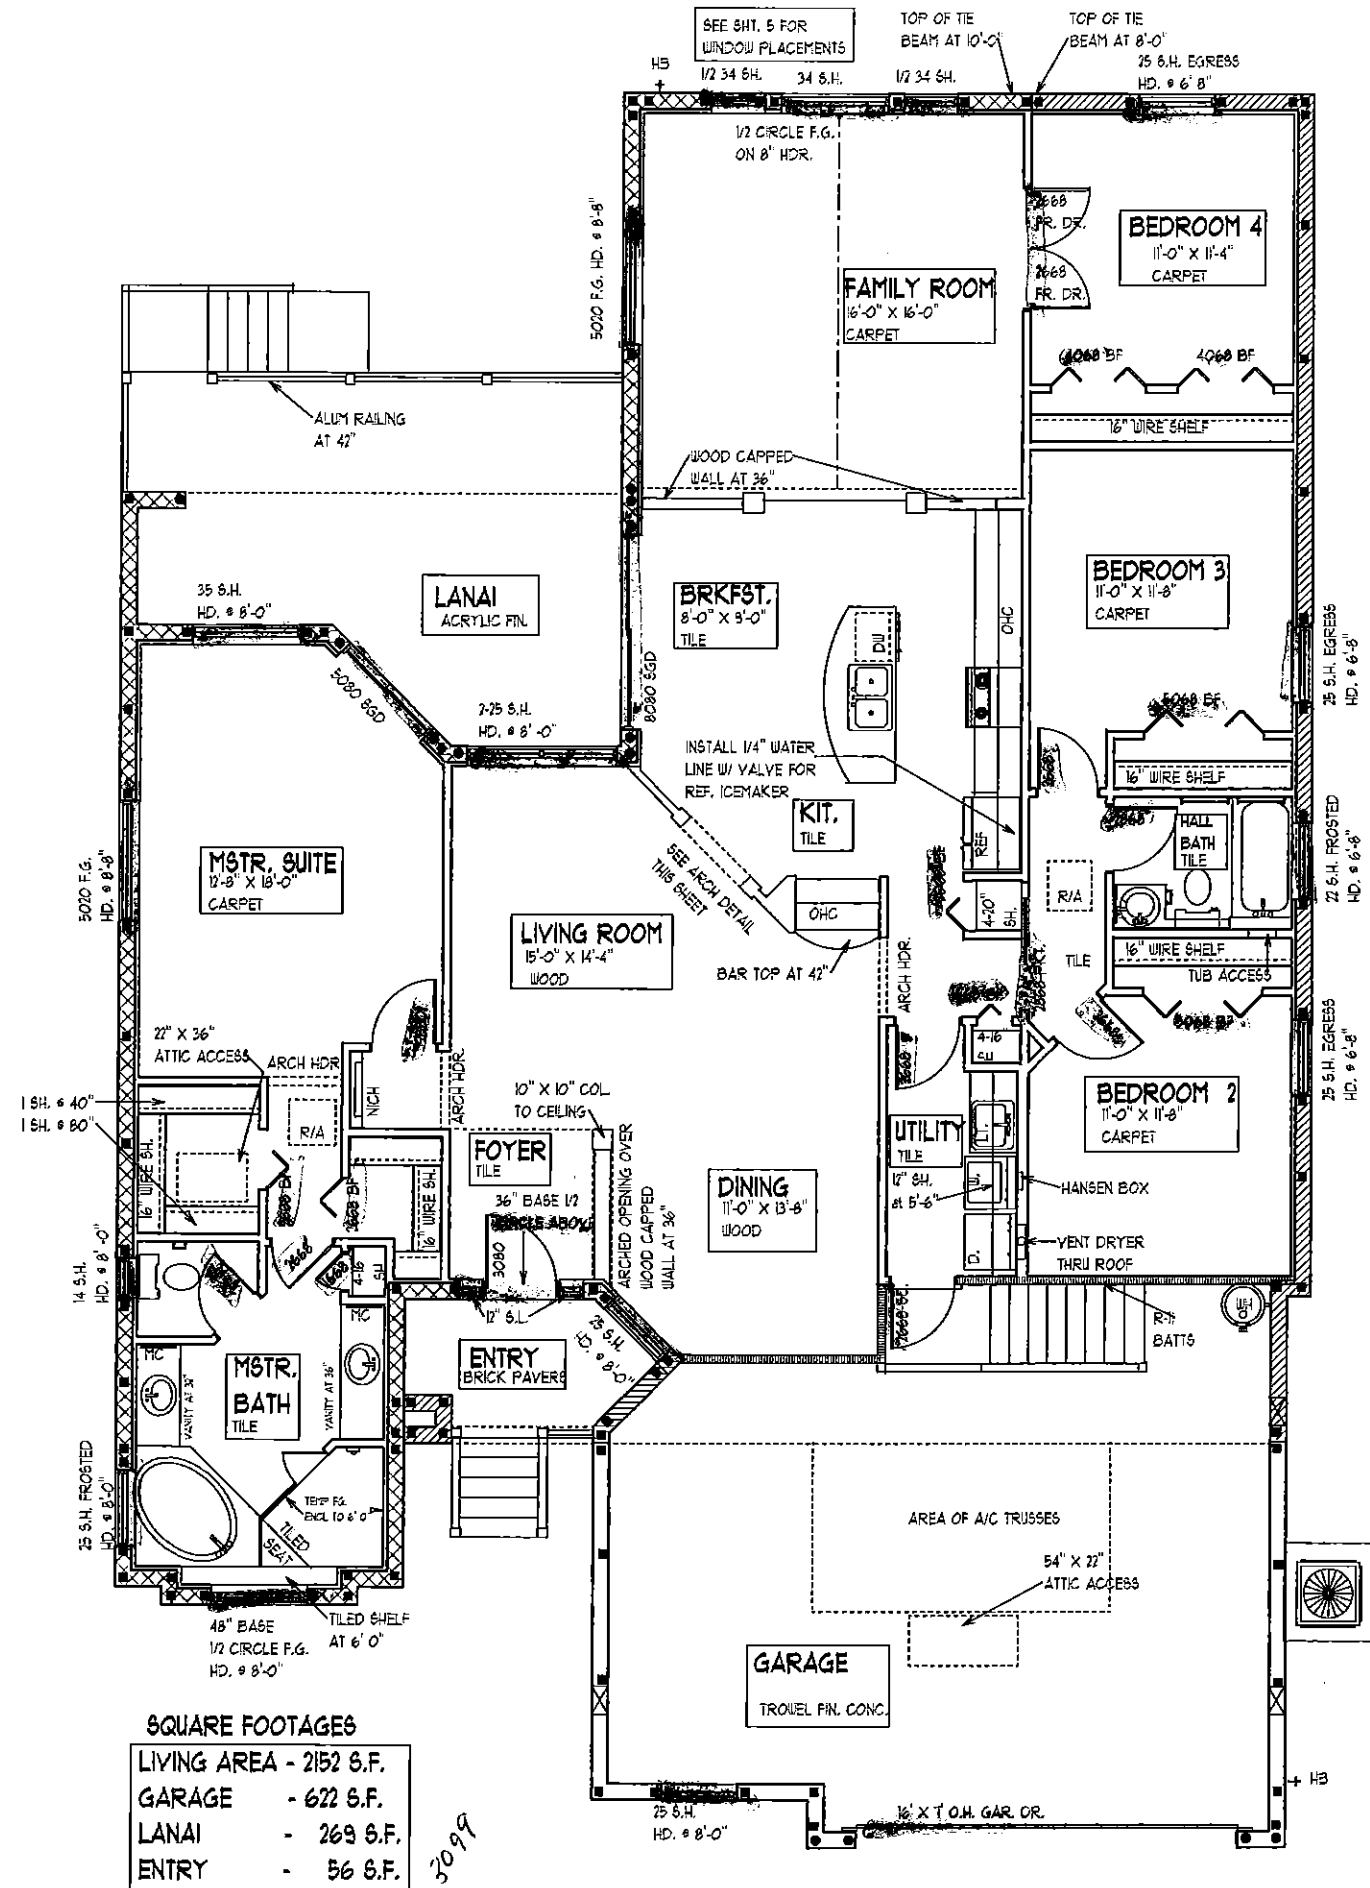 SEE SHT. 5 FOR
WINDOW PLACEMENTS
TOP OF TIE
BEAM AT 10'-0"
TOP OF TIE
BEAM AT 8'-0"
H5
1/2 34 SH.
34 S.H.
1/2 34 SH.
25 S.H. EGRESS
HD. @ 6' 8"
1/2 CIRCLE F.G.
ON 8" HDR.
5020 F.G. HD. @ 8'-8"
2668
FR. DR.
2668
FR. DR.
BEDROOM 4
11'-0" X 11'-4"
CARPET
FAMILY ROOM
16'-0" X 16'-0"
CARPET
4068 BF
4068 BF
16" WIRE SHELF
ALUM RAILING
AT 42"
WOOD CAPPED
WALL AT 36"
35 S.H.
HD. @ 8'-0"
LANAI
ACRYLIC FIN.
BRKFST.
8'-0" X 9'-0"
TILE
DW
OHC
BEDROOM 3
11'-0" X 11'-8"
CARPET
25 S.H. EGRESS
HD. @ 6'-8"
5080 SGD
8080 SGD
2-25 S.H.
HD. @ 8'-0"
5068 BF
16" WIRE SHELF
2668
INSTALL 1/4" WATER
LINE W/ VALVE FOR
REF. ICEMAKER
KIT.
TILE
REF.
HALL
BATH
TILE
22 S.H. FROSTED
HD. @ 6'-8"
R/A
5020 F.G.
HD. @ 8'-8"
MSTR. SUITE
12'-8" X 18'-0"
CARPET
SEE ARCH DETAIL
THIS SHEET
OHC
4-20"
SH.
LIVING ROOM
15'-0" X 14'-4"
WOOD
BAR TOP AT 42"
ARCH HDR.
TILE
16" WIRE SHELF
TUB ACCESS
5068 BF
2668
25 S.H. EGRESS
HD. @ 6'-8"
22" X 36"
ATTIC ACCESS
ARCH HDR
NICH
ARCH HDR.
10" X 10" COL.
TO CEILING
4-16
SH
1 SH. @ 40"
1 SH. @ 80"
16" WIRE SH.
R/A
FOYER
TILE
UTILITY
TILE
12" SH.
at 5'-6"
L.T.
W.
D.
BEDROOM 2
11'-0" X 11'-8"
CARPET
36" BASE 1/2
CIRCLE ABOVE
DINING
11'-0" X 13'-8"
WOOD
HANSEN BOX
VENT DRYER
THRU ROOF
16" WIRE SH.
3080
ARCHED OPENING OVER
WOOD CAPPED
WALL AT 36"
14 S.H.
HD. @ 8'-0"
2668
1668
4-16
SH
12" S.L.
25 S.H.
HD. @ 8'-0"
WH
R-11
BATTS
MC
MC
ENTRY
BRICK PAVERS
MSTR.
BATH
TILE
VANITY AT 32"
VANITY AT 36"
25 S.H. FROSTED
HD. @ 8'-0"
TEMP F.G.
ENCL TO 6' 0"
TILED
SEAT
AREA OF A/C TRUSSES
54" X 22"
ATTIC ACCESS
48" BASE
1/2 CIRCLE F.G.
HD. @ 8'-0"
TILED SHELF
AT 6' 0"
GARAGE
TROWEL FIN. CONC.
SQUARE FOOTAGES
LIVING AREA - 2152 S.F.
GARAGE - 622 S.F.
LANAI - 269 S.F.
ENTRY - 56 S.F.
3099
25 S.H.
HD. @ 8'-0"
16' X 7' O.H. GAR. DR.
H3